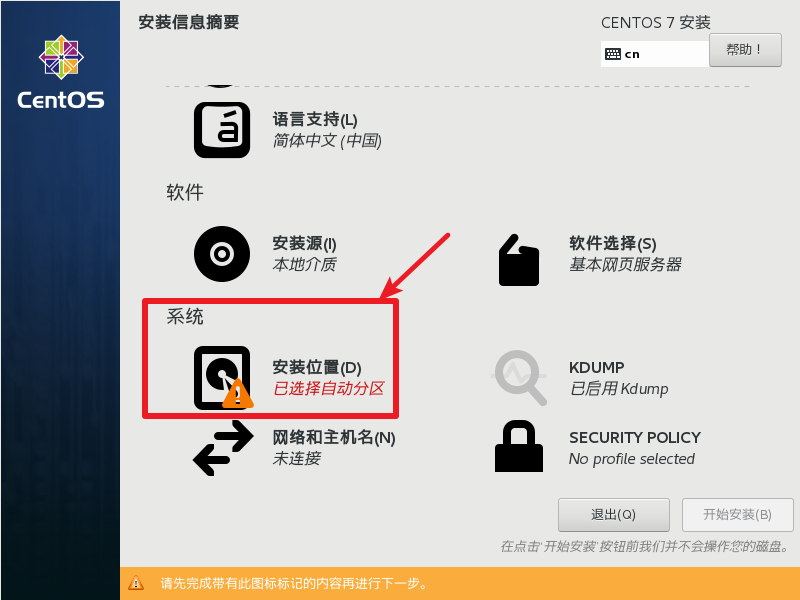 CentOS
安装信息摘要
CENTOS 7 安装
cn
帮助！
语言支持(L)
简体中文 (中国)
软件
安装源(I)
本地介质
软件选择(S)
基本网页服务器
系统
安装位置(D)
已选择自动分区
KDUMP
已启用 Kdump
网络和主机名(N)
未连接
SECURITY POLICY
No profile selected
退出(Q)
开始安装(B)
在点击'开始安装'按钮前我们并不会操作您的磁盘。
请先完成带有此图标标记的内容再进行下一步。